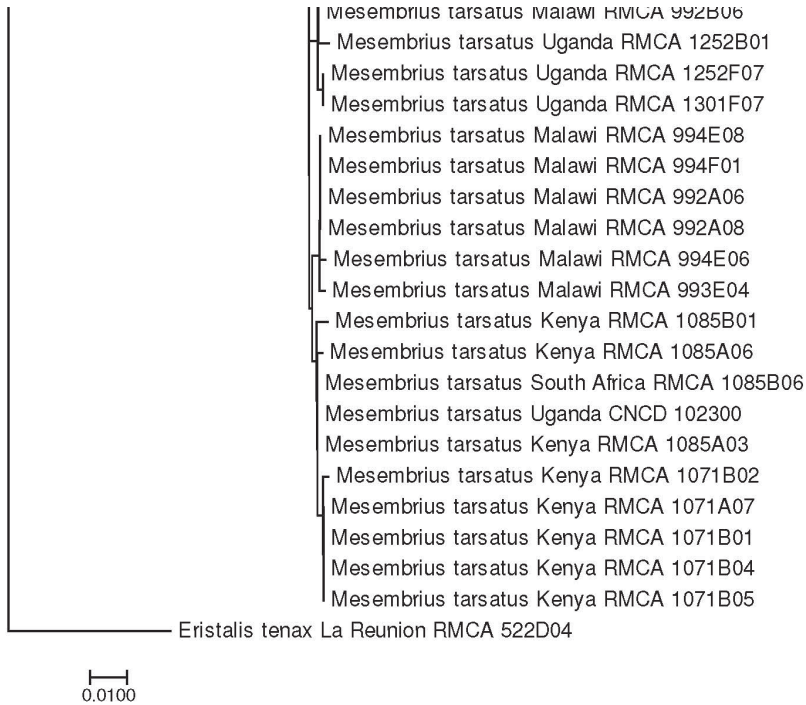 Mesembrius tarsatus Malawi RMCA 992B06
Mesembrius tarsatus Uganda RMCA 1252B01
Mesembrius tarsatus Uganda RMCA 1252F07
Mesembrius tarsatus Uganda RMCA 1301F07
Mesembrius tarsatus Malawi RMCA 994E08
Mesembrius tarsatus Malawi RMCA 994F01
Mesembrius tarsatus Malawi RMCA 992A06
Mesembrius tarsatus Malawi RMCA 992A08
Mesembrius tarsatus Malawi RMCA 994E06
Mesembrius tarsatus Malawi RMCA 993E04
Mesembrius tarsatus Kenya RMCA 1085B01
Mesembrius tarsatus Kenya RMCA 1085A06
Mesembrius tarsatus South Africa RMCA 1085B06
Mesembrius tarsatus Uganda CNCD 102300
Mesembrius tarsatus Kenya RMCA 1085A03
Mesembrius tarsatus Kenya RMCA 1071B02
Mesembrius tarsatus Kenya RMCA 1071A07
Mesembrius tarsatus Kenya RMCA 1071B01
Mesembrius tarsatus Kenya RMCA 1071B04
Mesembrius tarsatus Kenya RMCA 1071B05
Eristalis tenax La Reunion RMCA 522D04
0.0100